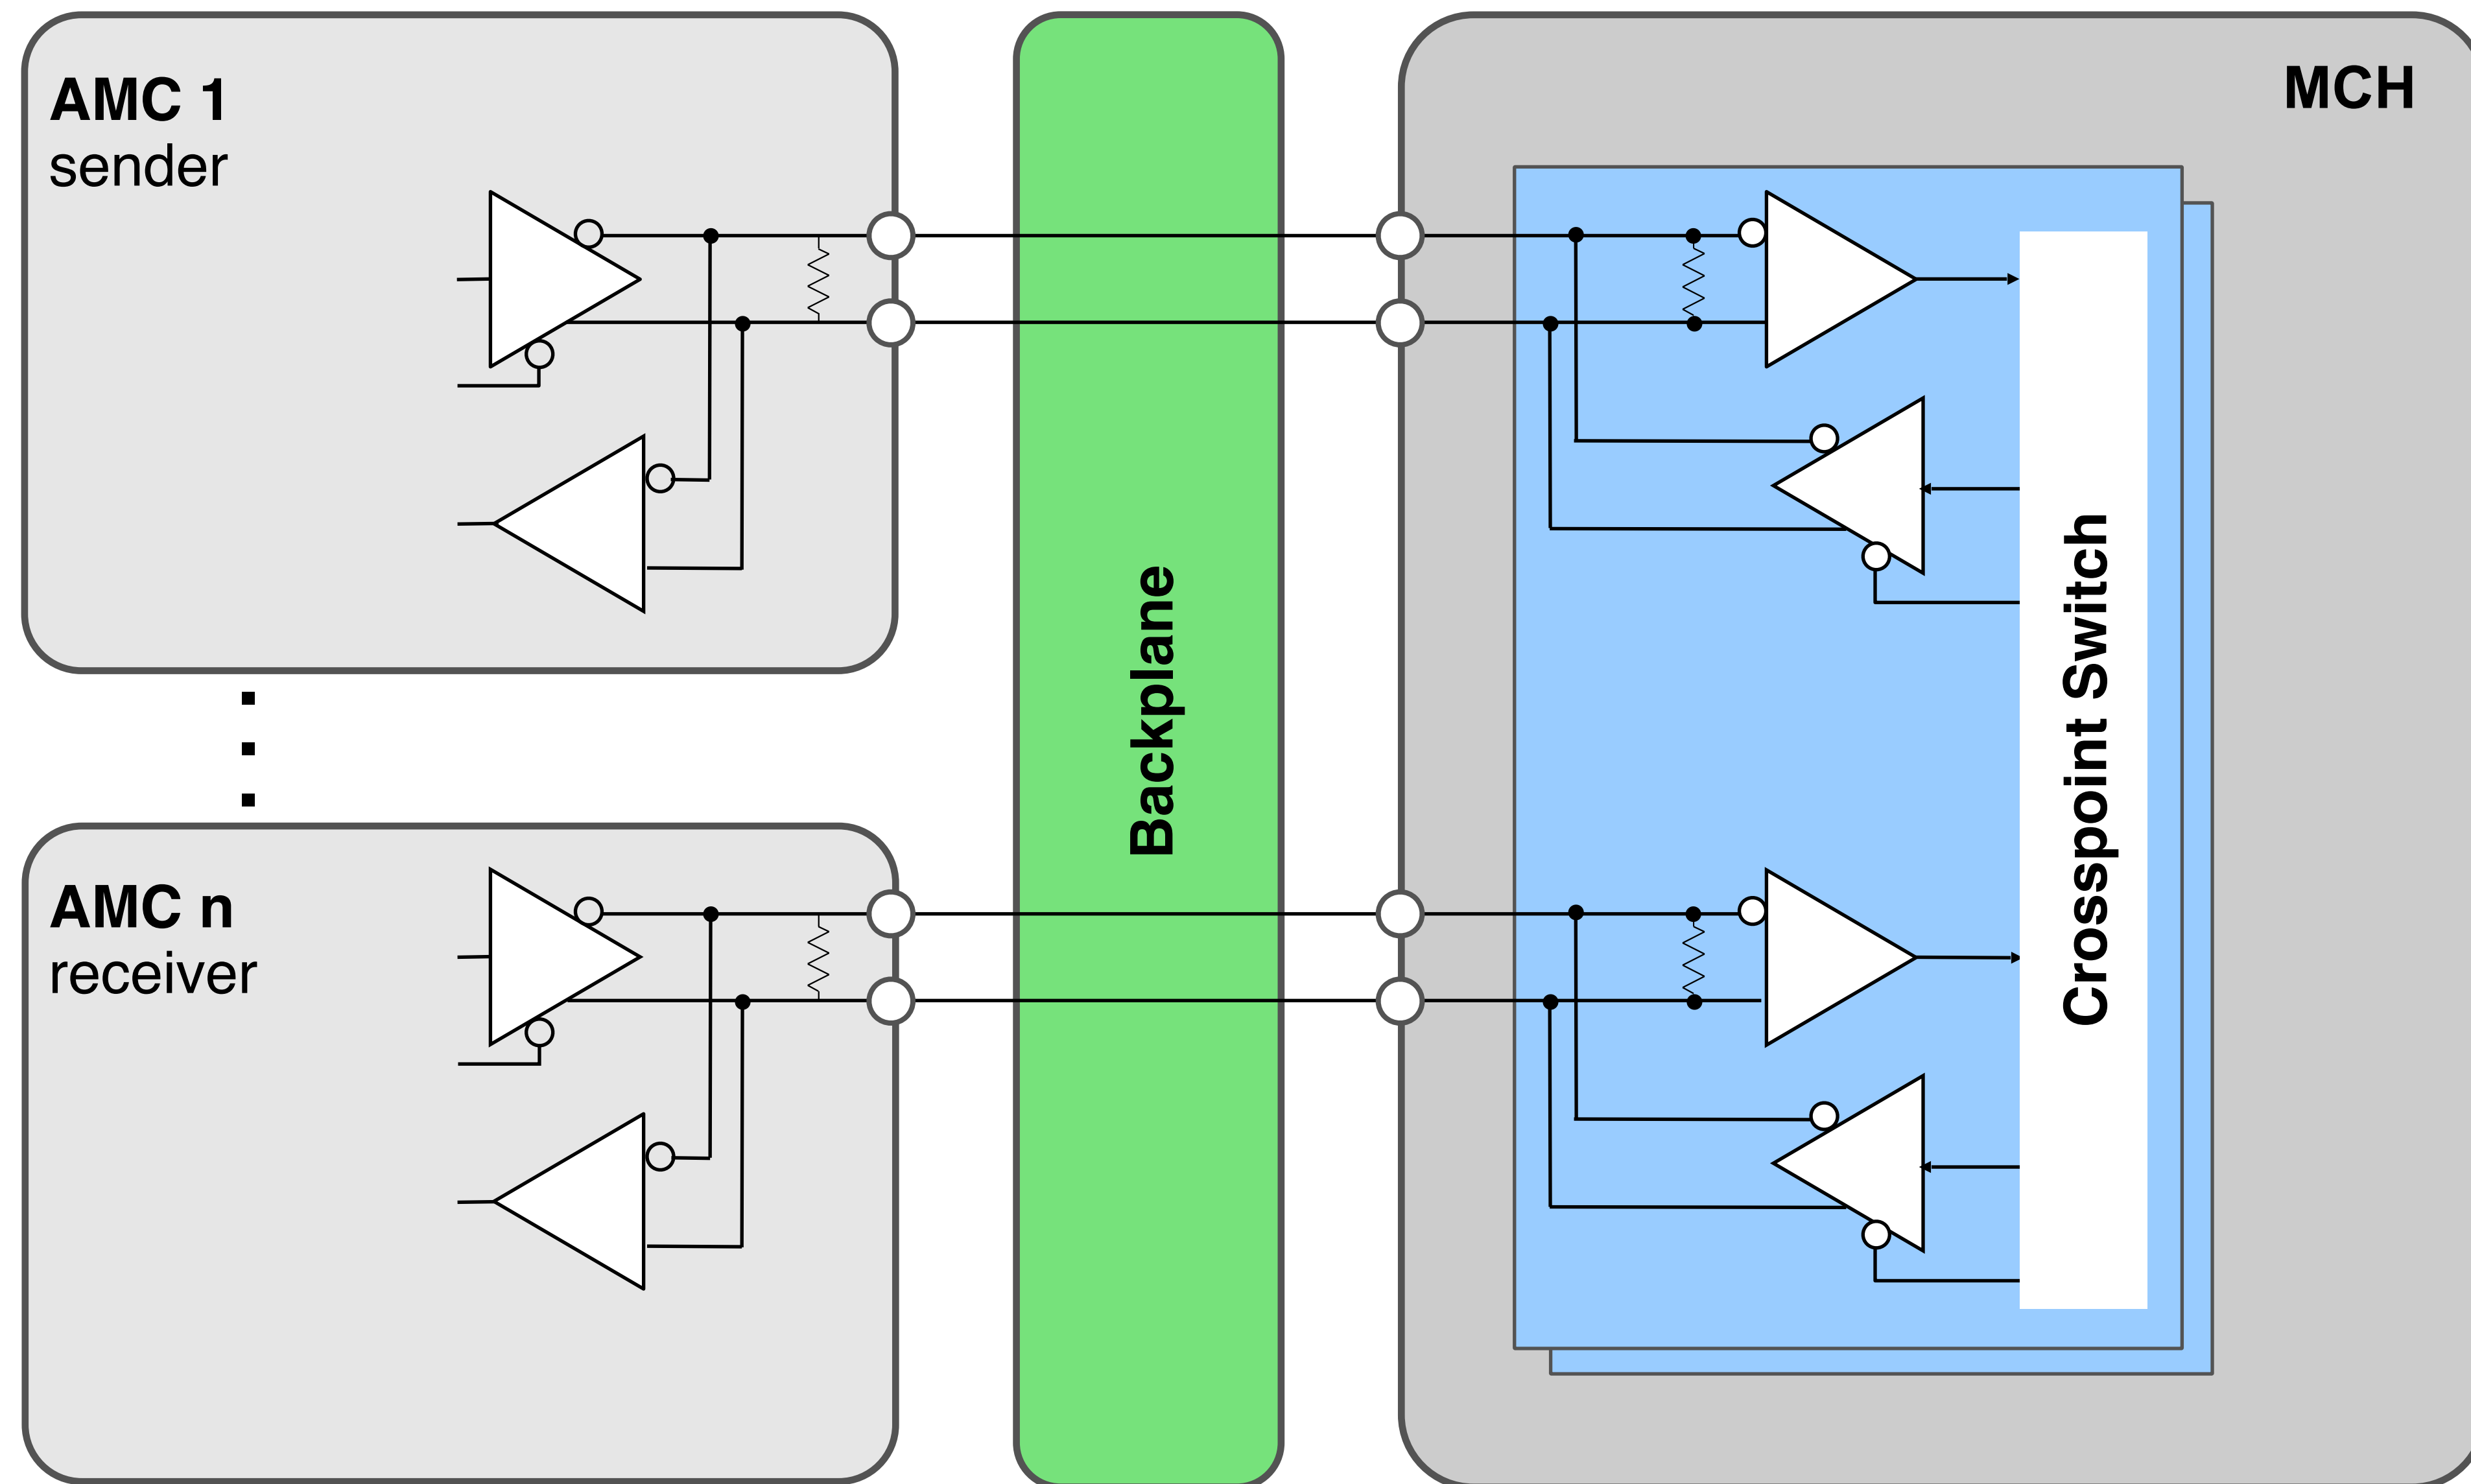 AMC 1
sender
MCH
Backplane
Crosspoint Switch
AMC n
receiver